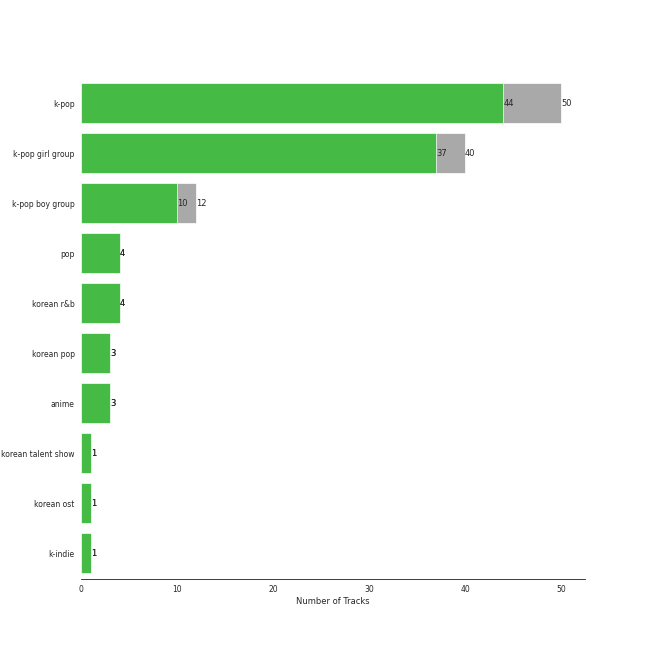 k-pop 44 50
k-pop girl group 37 40
k-pop boy group 10 12
pop 4
korean r&b 4
korean pop 3
anime 3
korean talent show 1
korean ost 1
k-indie 1
0 10 20 30 40 50
Number of Tracks